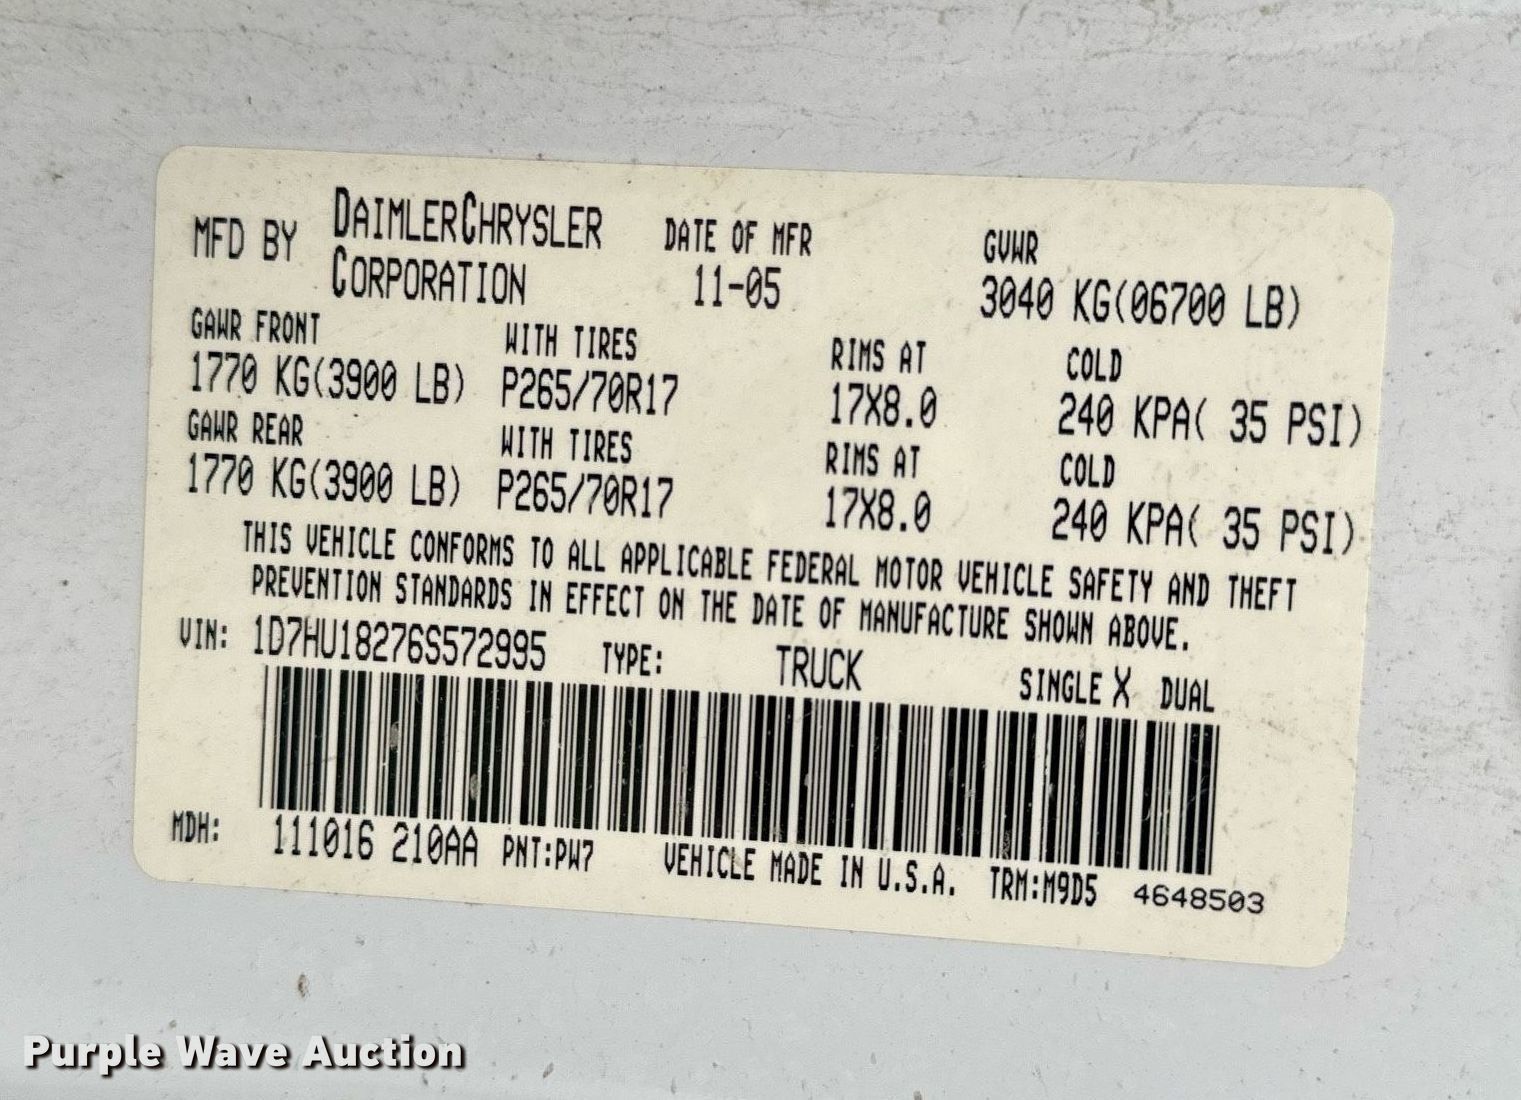 MFD BY DAIMLERCHRYSLER CORPORATION DATE OF MFR 11-05 GVWR 3040 KG(06700 LB)
GAWR FRONT WITH TIRES RIMS AT COLD
1770 KG(3900 LB) P265/70R17 17X8.0 240 KPA( 35 PSI)
GAWR REAR WITH TIRES RIMS AT COLD
1770 KG(3900 LB) P265/70R17 17X8.0 240 KPA( 35 PSI)
THIS VEHICLE CONFORMS TO ALL APPLICABLE FEDERAL MOTOR VEHICLE SAFETY AND THEFT
PREVENTION STANDARDS IN EFFECT ON THE DATE OF MANUFACTURE SHOWN ABOVE.
VIN: 1D7HU18276S572995 TYPE: TRUCK SINGLE X DUAL
MDH: 111016 210AA PNT:PW7 VEHICLE MADE IN U.S.A. TRM:M9D5 4648503
Purple Wave Auction